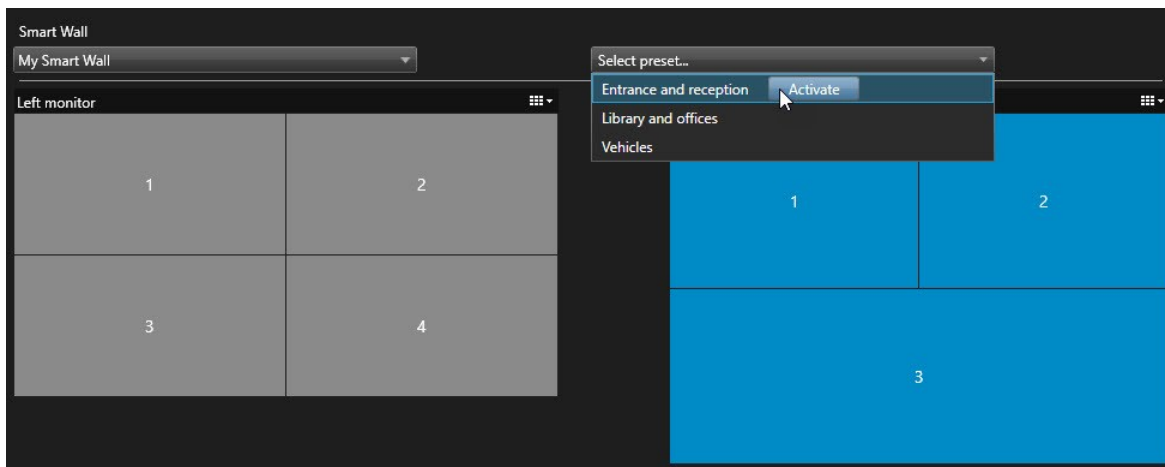 Smart Wall
My Smart Wall
Select preset...
Entrance and reception Activate
Library and offices
Vehicles
Left monitor
1 2
3 4
1 2
3